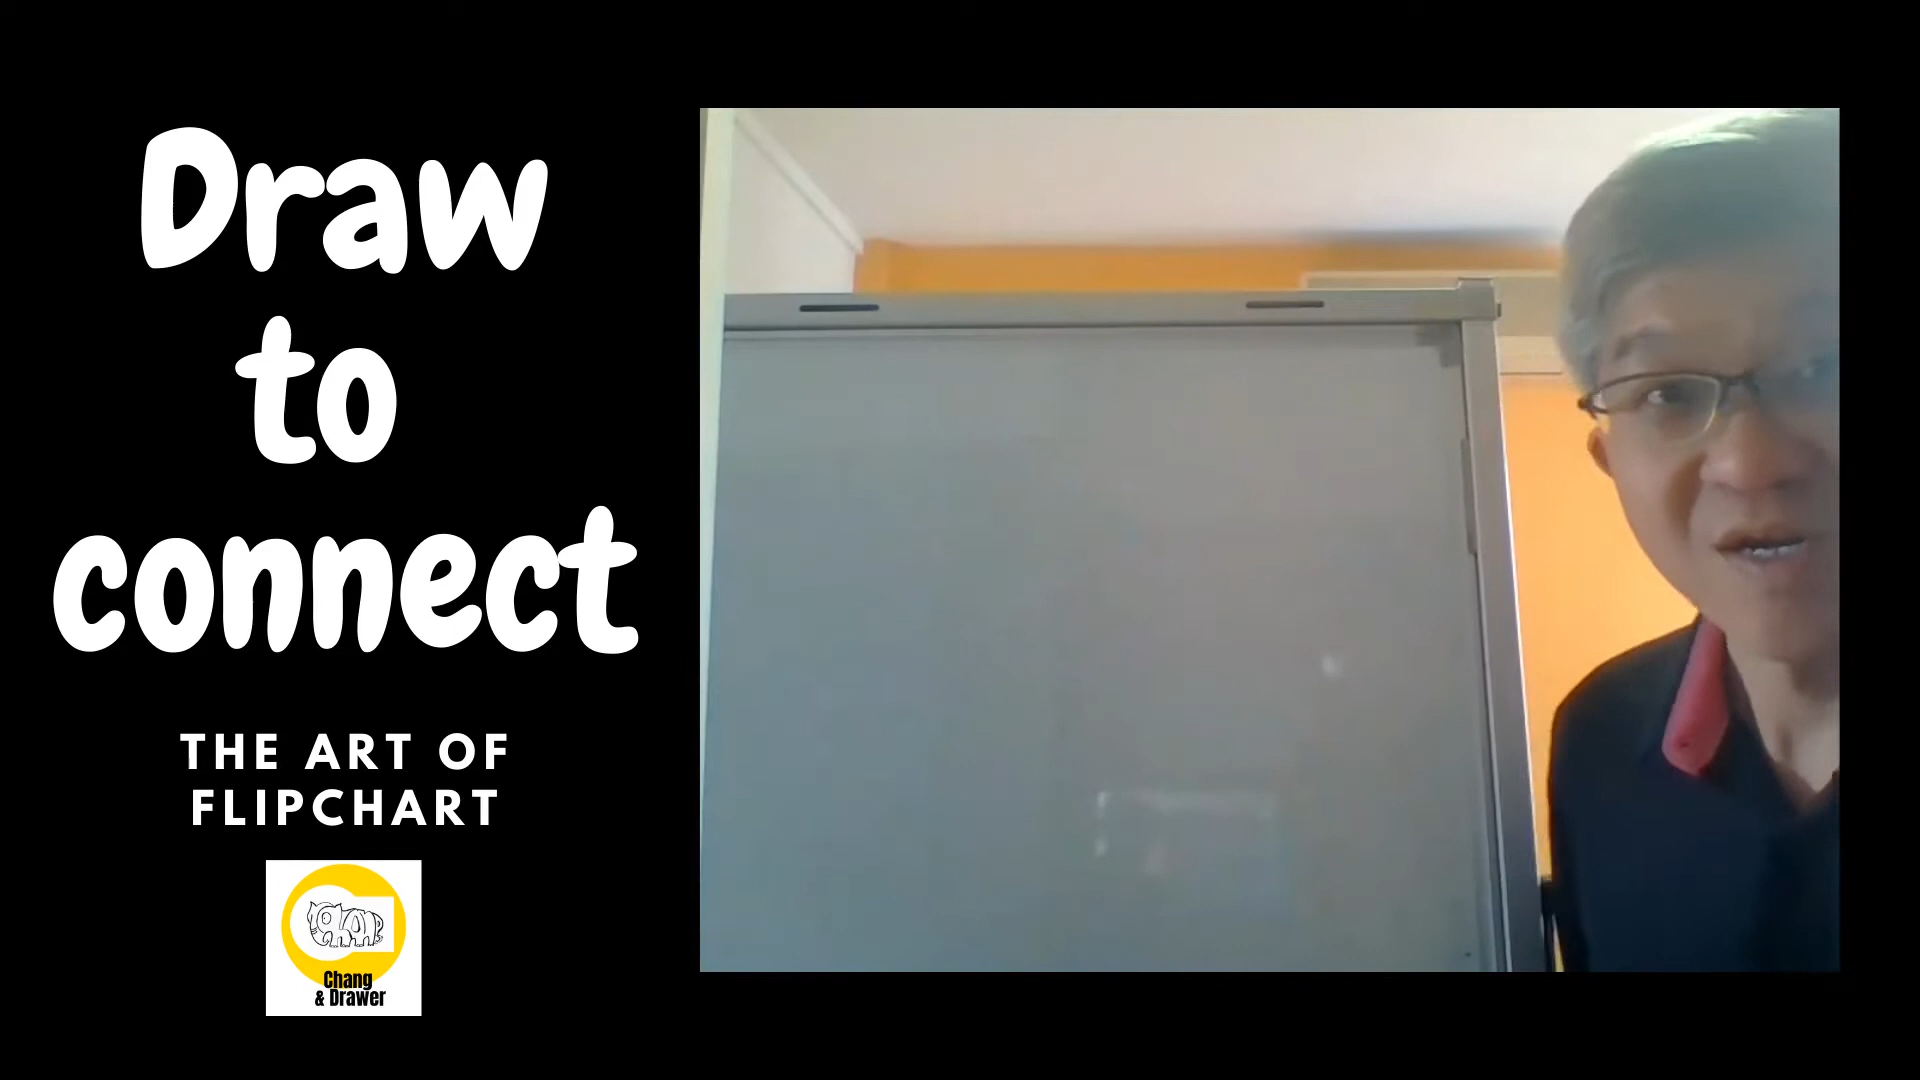 Draw
to
connect
THE ART OF
FLIPCHART
Chang
& Drawer